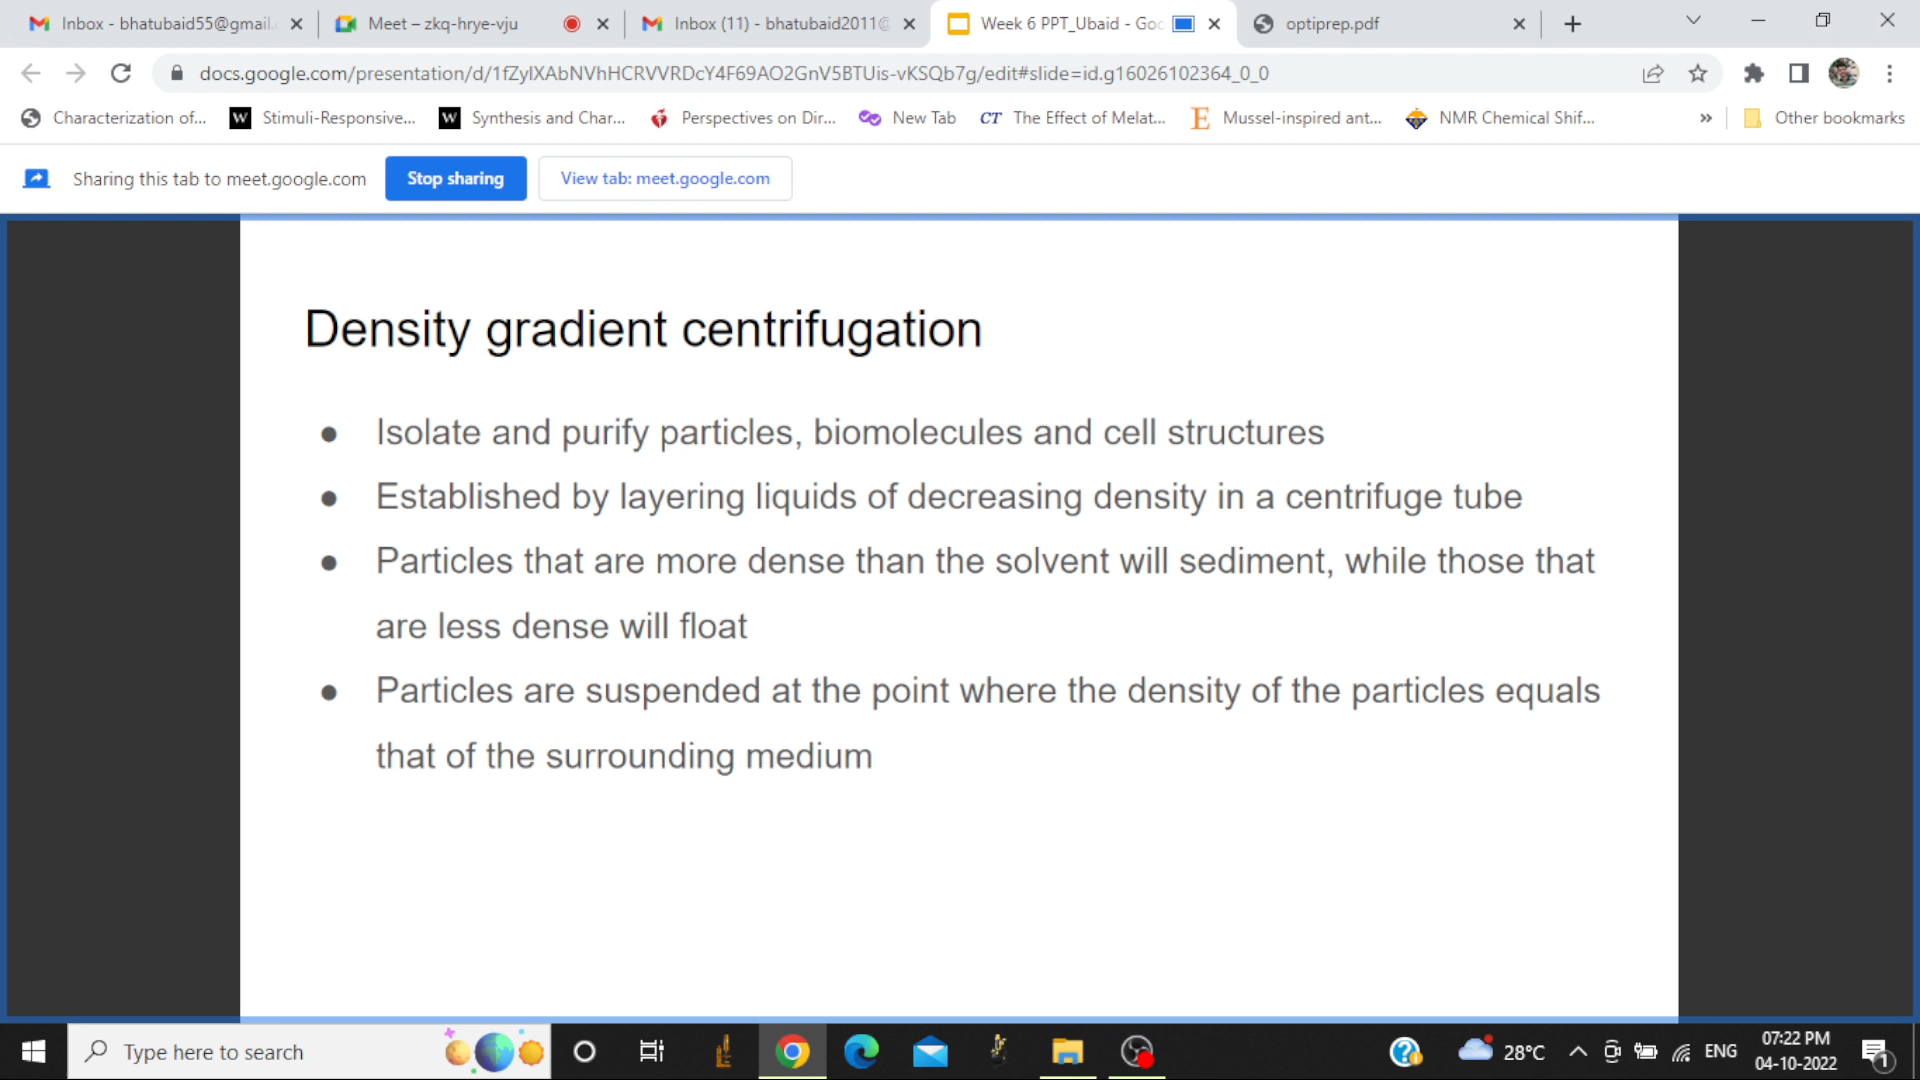 Inbox - bhatubaid55@gmail.
Meet – zkq-hrye-vju
Inbox (11) - bhatubaid2011@
Week 6 PPT_Ubaid - Goo
optiprep.pdf
docs.google.com/presentation/d/1fZylXAbNVhHCRVVRDcY4F69AO2GnV5BTUis-vKSQb7g/edit#slide=id.g16026102364_0_0
Characterization of...
W Stimuli-Responsive...
W Synthesis and Char...
Perspectives on Dir...
New Tab
CT The Effect of Melat...
E Mussel-inspired ant...
NMR Chemical Shif...
»
Other bookmarks
Sharing this tab to meet.google.com
Stop sharing
View tab: meet.google.com
Density gradient centrifugation
● Isolate and purify particles, biomolecules and cell structures
● Established by layering liquids of decreasing density in a centrifuge tube
● Particles that are more dense than the solvent will sediment, while those that
are less dense will float
● Particles are suspended at the point where the density of the particles equals
that of the surrounding medium
Type here to search
28°C
ENG
07:22 PM
04-10-2022
1